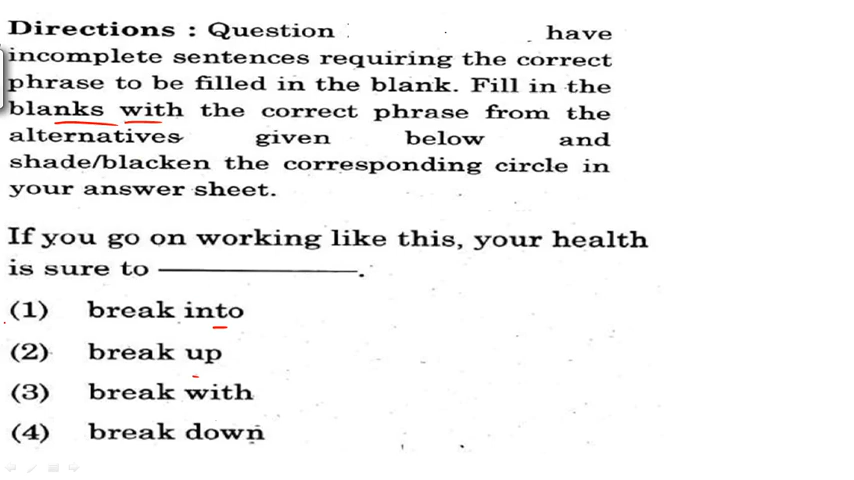 Directions : Question have
incomplete sentences requiring the correct
phrase to be filled in the blank. Fill in the
blanks with the correct phrase from the
alternatives given below and
shade/blacken the corresponding circle in
your answer sheet.
If you go on working like this, your health
is sure to ____________.
(1) break into
(2) break up
(3) break with
(4) break down